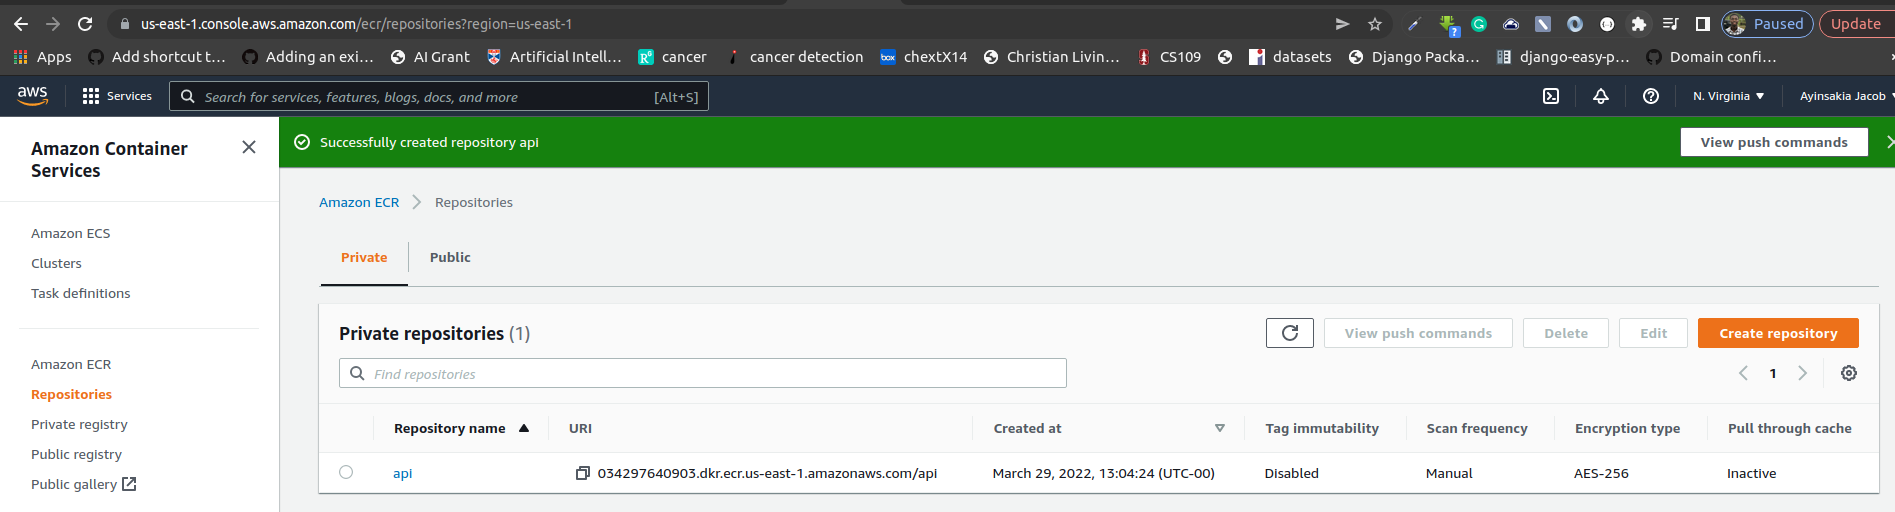 us-east-1.console.aws.amazon.com/ecr/repositories?region=us-east-1
?
Paused
Update
Apps Add shortcut t... Adding an exi... AI Grant Artificial Intell... R⁶ cancer cancer detection box chextX14 Christian Livin... CS109 datasets Django Packa... django-easy-p... Domain confi...
aws Services Search for services, features, blogs, docs, and more [Alt+S] N. Virginia Ayinsakia Jacob
Amazon Container
Services
Successfully created repository api View push commands
Amazon ECR Repositories
Amazon ECS
Clusters
Task definitions
Amazon ECR
Repositories
Private registry
Public registry
Public gallery
Private Public
Private repositories (1) View push commands Delete Edit Create repository
Find repositories 1
Repository name URI Created at Tag immutability Scan frequency Encryption type Pull through cache
api 034297640903.dkr.ecr.us-east-1.amazonaws.com/api March 29, 2022, 13:04:24 (UTC-00) Disabled Manual AES-256 Inactive